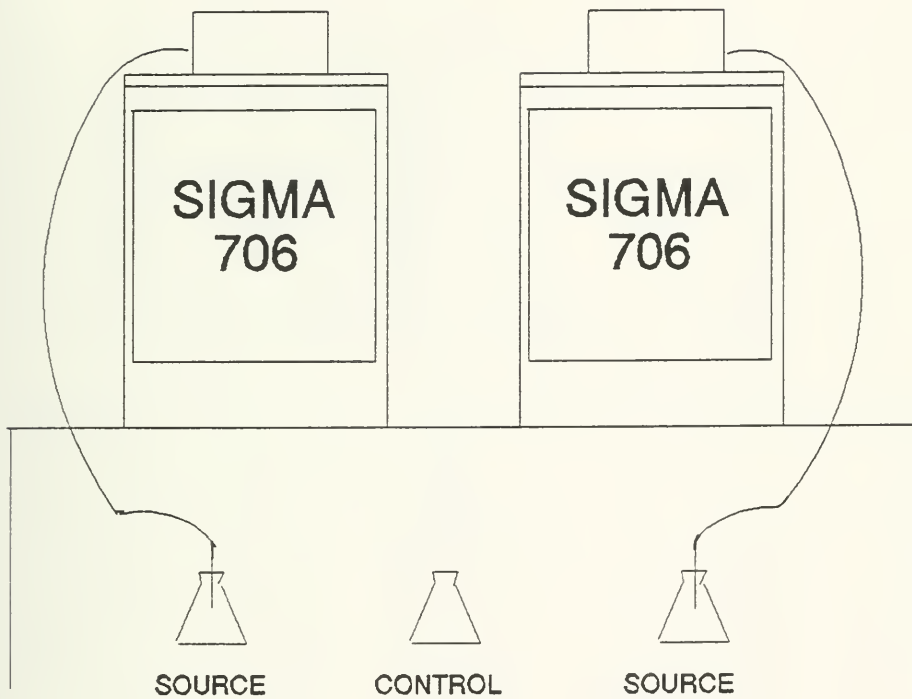 SIGMA
706
SIGMA
706
SOURCE
CONTROL
SOURCE